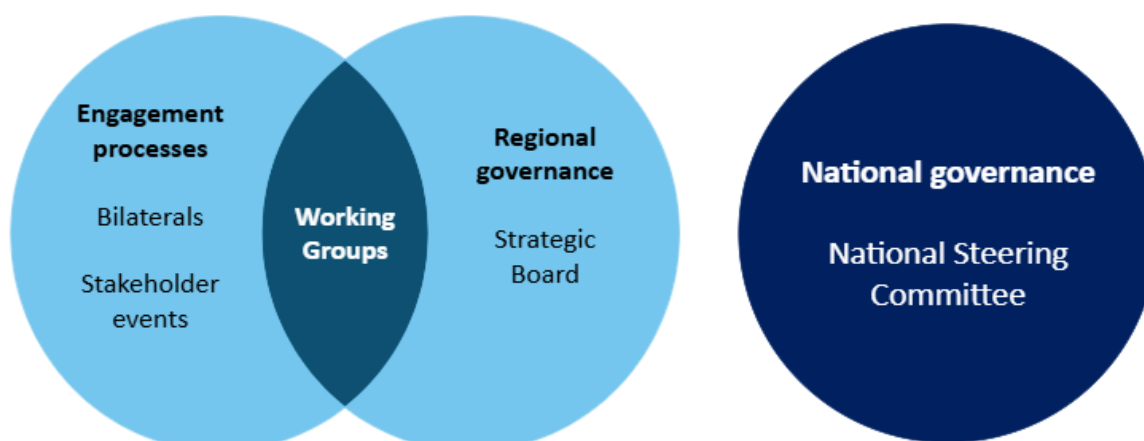 Engagement
processes
Bilaterals
Stakeholder
events
Working
Groups
Regional
governance
Strategic
Board
National governance
National Steering
Committee